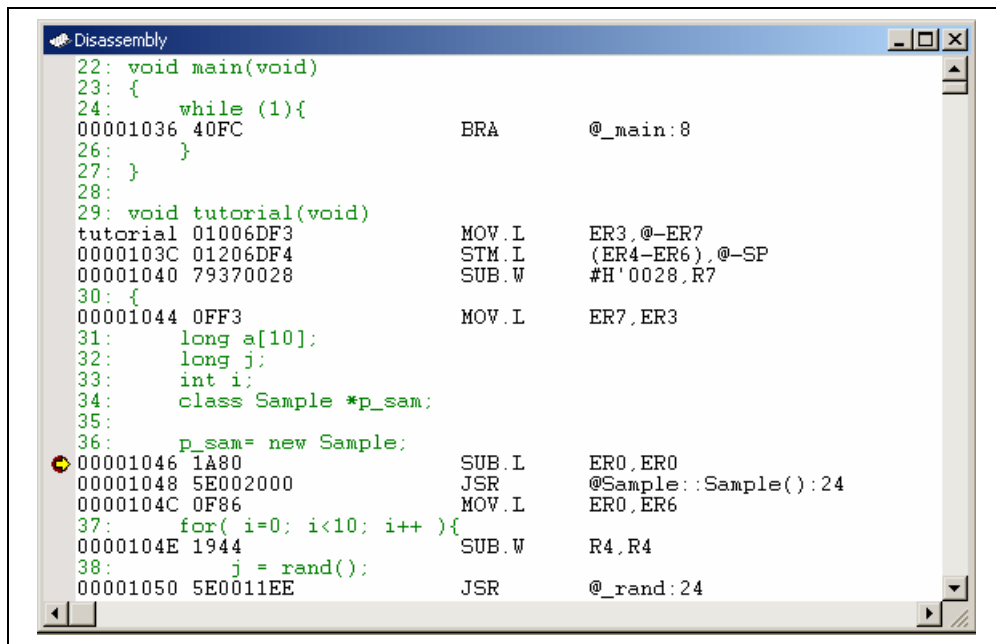 Disassembly
22: void main(void)
23: {
24:     while (1){
00001036 40FC BRA @_main:8
26:     }
27: }
28:
29: void tutorial(void)
tutorial 01006DF3 MOV.L ER3,@-ER7
0000103C 01206DF4 STM.L (ER4-ER6),@-SP
00001040 79370028 SUB.W #H'0028,R7
30: {
00001044 0FF3 MOV.L ER7,ER3
31:     long a[10];
32:     long j;
33:     int i;
34:     class Sample *p_sam;
35:
36:     p_sam= new Sample;
00001046 1A80 SUB.L ER0,ER0
00001048 5E002000 JSR @Sample::Sample():24
0000104C 0F86 MOV.L ER0,ER6
37:     for( i=0; i<10; i++ ){
0000104E 1944 SUB.W R4,R4
38:         j = rand();
00001050 5E0011EE JSR @_rand:24